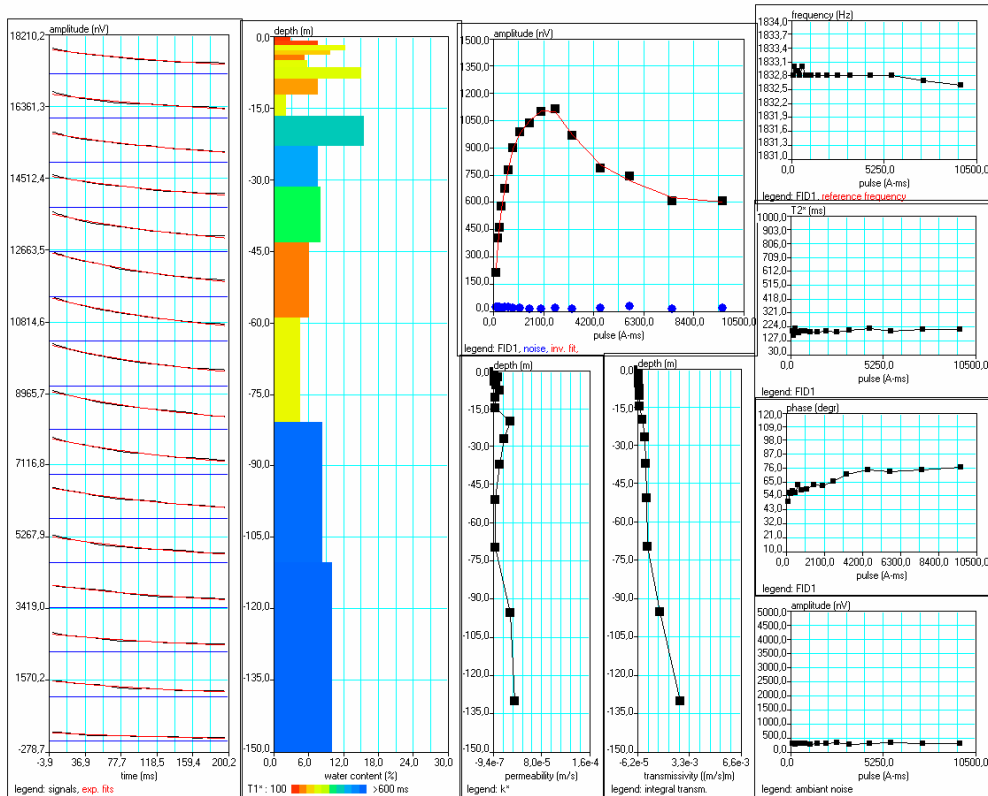 amplitude (nV)
18210,2
16361,3
14512,4
12663,5
10814,6
8965,7
7116,8
5267,9
3419,0
1570,2
-278,7
-3,9 36,9 77,7 118,5 159,4 200,2
time (ms)
legend: signals, exp. fits
depth (m)
0,0
-15,0
-30,0
-45,0
-60,0
-75,0
-90,0
-105,0
-120,0
-135,0
-150,0
0,0 6,0 12,0 18,0 24,0 30,0
water content (%)
T1* : 100 >600 ms
amplitude (nV)
1500,0
1350,0
1200,0
1050,0
900,0
750,0
600,0
450,0
300,0
150,0
0,0
0,0 2100,0 4200,0 6300,0 8400,0 10500,0
pulse (A-ms)
legend: FID1, noise, inv. fit,
depth (m)
0,0
-15,0
-30,0
-45,0
-60,0
-75,0
-90,0
-105,0
-120,0
-135,0
-150,0
-9,4e-7 8,0e-5 1,6e-4
permeability (m/s)
legend: k*
depth (m)
0,0
-15,0
-30,0
-45,0
-60,0
-75,0
-90,0
-105,0
-120,0
-135,0
-150,0
-6,2e-5 3,3e-3 6,6e-3
transmissivity ((m/s)m)
legend: integral transm.
frequency (Hz)
1834,0
1833,7
1833,4
1833,1
1832,8
1832,5
1832,2
1831,9
1831,6
1831,3
1831,0
0,0 5250,0 10500,0
pulse (A-ms)
legend: FID1, reference frequency
T2* (ms)
1000,0
903,0
806,0
709,0
612,0
515,0
418,0
321,0
224,0
127,0
30,0
0,0 5250,0 10500,0
pulse (A-ms)
legend: FID1
phase (degr)
120,0
109,0
98,0
87,0
76,0
65,0
54,0
43,0
32,0
21,0
10,0
0,0 2100,0 4200,0 6300,0 8400,0 10500,0
pulse (A-ms)
legend: FID1
amplitude (nV)
5000,0
4500,0
4000,0
3500,0
3000,0
2500,0
2000,0
1500,0
1000,0
500,0
0,0
0,0 5250,0 10500,0
pulse (A-ms)
legend: ambiant noise